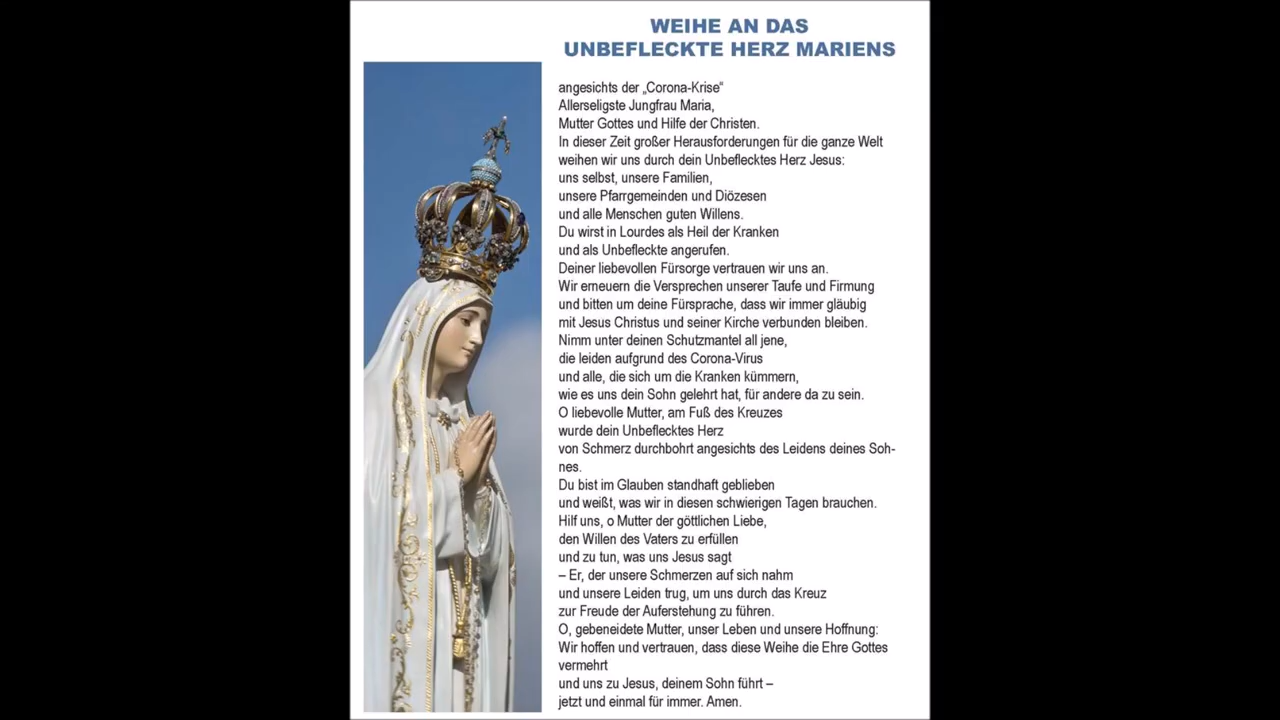 WEIHE AN DAS
UNBEFLECKTE HERZ MARIENS
angesichts der „Corona-Krise“
Allerseligste Jungfrau Maria,
Mutter Gottes und Hilfe der Christen.
In dieser Zeit großer Herausforderungen für die ganze Welt
weihen wir uns durch dein Unbeflecktes Herz Jesus:
uns selbst, unsere Familien,
unsere Pfarrgemeinden und Diözesen
und alle Menschen guten Willens.
Du wirst in Lourdes als Heil der Kranken
und als Unbefleckte angerufen.
Deiner liebevollen Fürsorge vertrauen wir uns an.
Wir erneuern die Versprechen unserer Taufe und Firmung
und bitten um deine Fürsprache, dass wir immer gläubig
mit Jesus Christus und seiner Kirche verbunden bleiben.
Nimm unter deinen Schutzmantel all jene,
die leiden aufgrund des Corona-Virus
und alle, die sich um die Kranken kümmern,
wie es uns dein Sohn gelehrt hat, für andere da zu sein.
O liebevolle Mutter, am Fuß des Kreuzes
wurde dein Unbeflecktes Herz
von Schmerz durchbohrt angesichts des Leidens deines Soh-
nes.
Du bist im Glauben standhaft geblieben
und weißt, was wir in diesen schwierigen Tagen brauchen.
Hilf uns, o Mutter der göttlichen Liebe,
den Willen des Vaters zu erfüllen
und zu tun, was uns Jesus sagt
– Er, der unsere Schmerzen auf sich nahm
und unsere Leiden trug, um uns durch das Kreuz
zur Freude der Auferstehung zu führen.
O, gebeneidete Mutter, unser Leben und unsere Hoffnung:
Wir hoffen und vertrauen, dass diese Weihe die Ehre Gottes
vermehrt
und uns zu Jesus, deinem Sohn führt –
jetzt und einmal für immer. Amen.